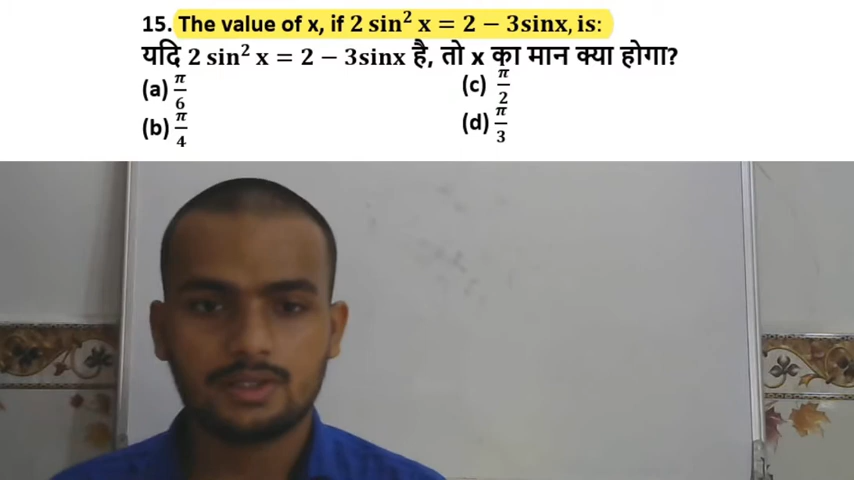 15. The value of x, if 2 sin² x = 2 − 3sinx, is:
यदि 2 sin² x = 2 − 3sinx है, तो x का मान क्या होगा?
(a) π/6 (c) π/2
(b) π/4 (d) π/3